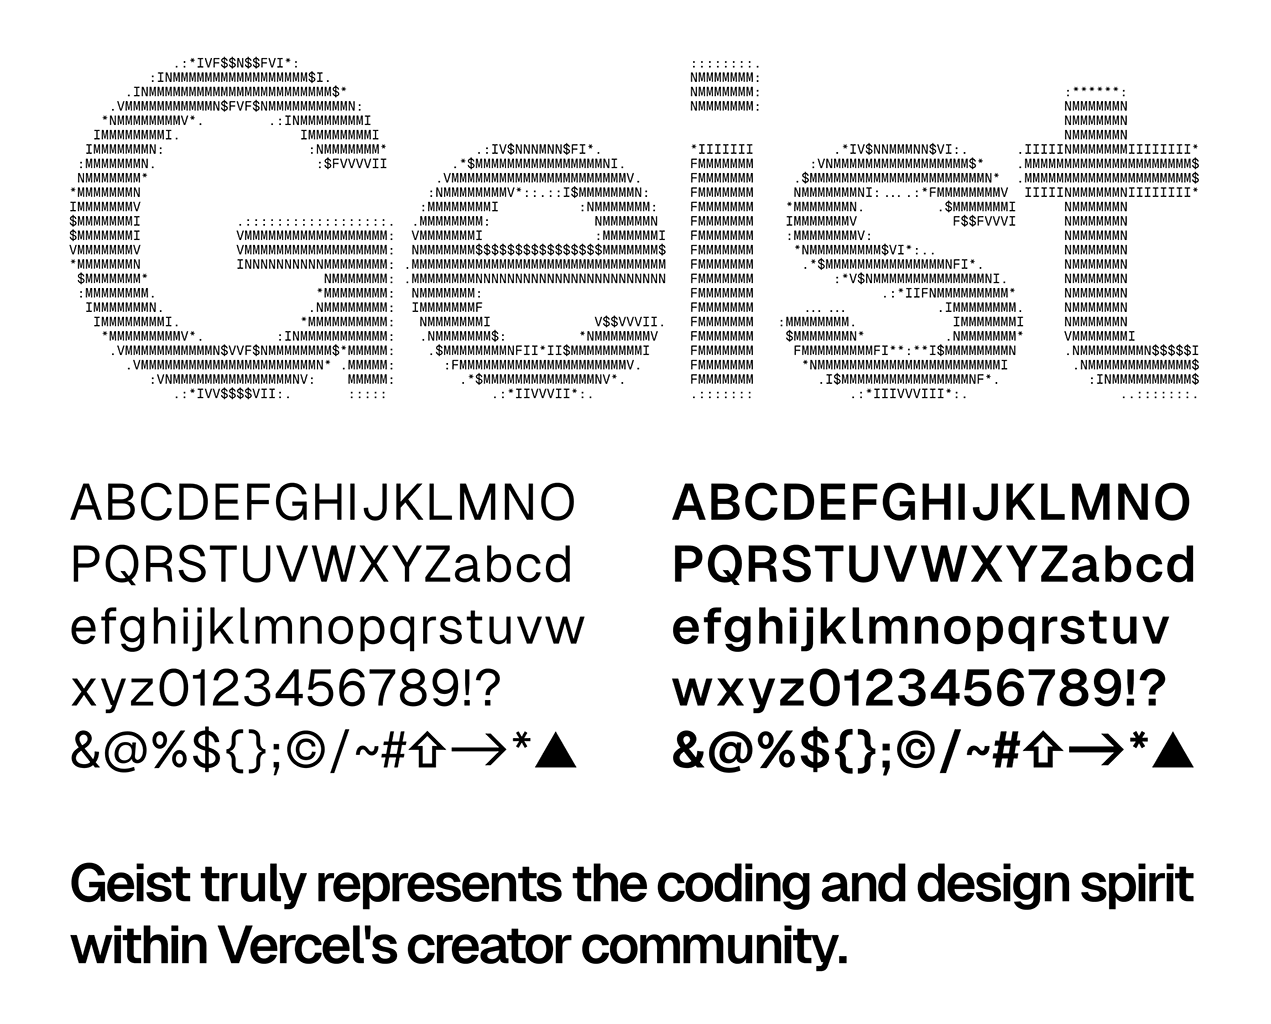 Geist
ABCDEFGHIJKLMNO
PQRSTUVWXYZabcd
efghijklmnopqrstuvw
xyz0123456789!?
&@%${};©/~#⇧→*▲
ABCDEFGHIJKLMNO
PQRSTUVWXYZabcd
efghijklmnopqrstuv
wxyz0123456789!?
&@%${};©/~#⇧→*▲
Geist truly represents the coding and design spirit
within Vercel's creator community.